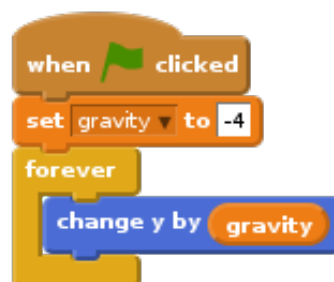 when clicked
set gravity to -4
forever
change y by gravity